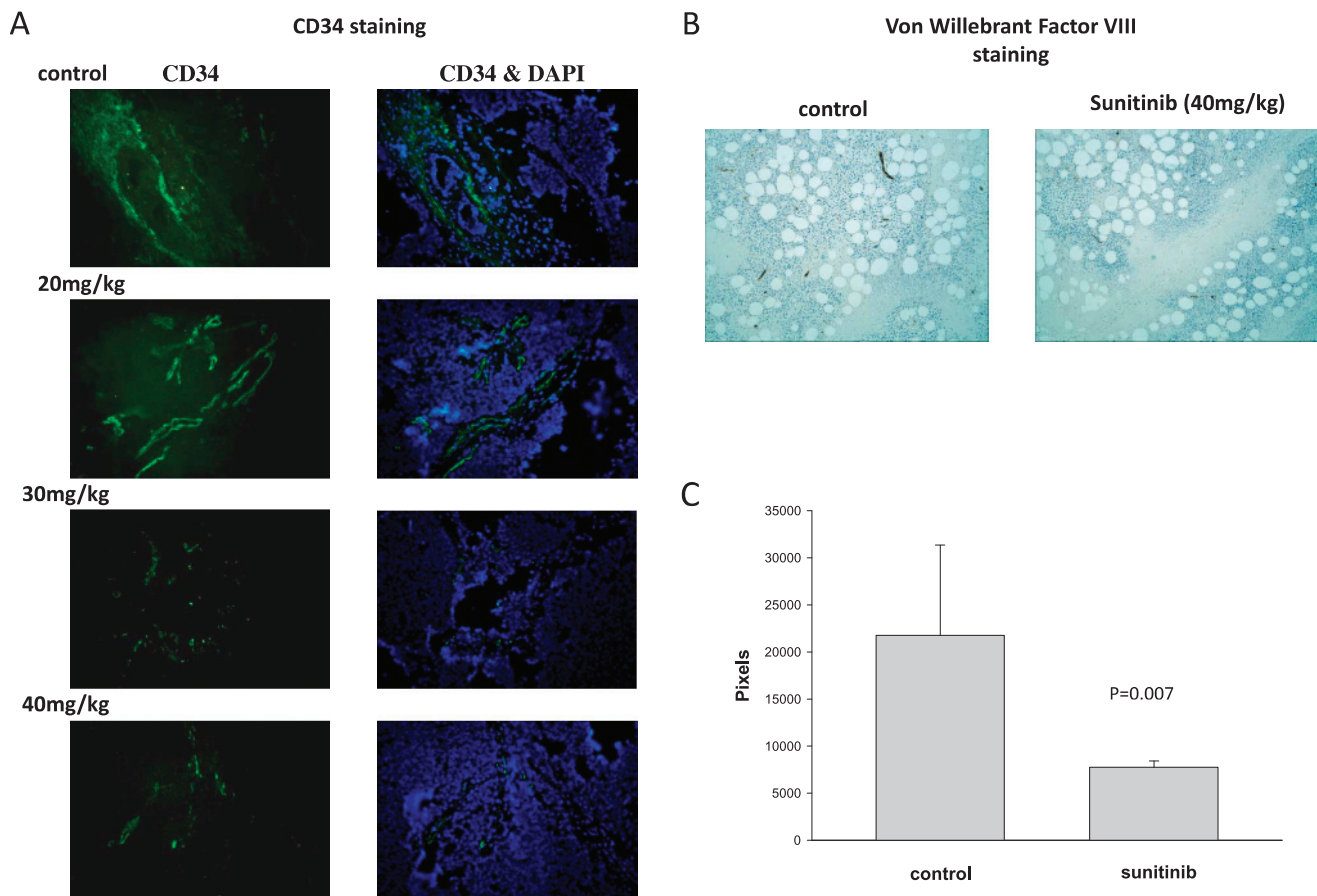 A
CD34 staining
control
CD34
CD34 & DAPI
20mg/kg
30mg/kg
40mg/kg
B
Von Willebrant Factor VIII
staining
control
Sunitinib (40mg/kg)
C
35000
30000
25000
20000
15000
10000
5000
0
Pixels
P=0.007
control
sunitinib